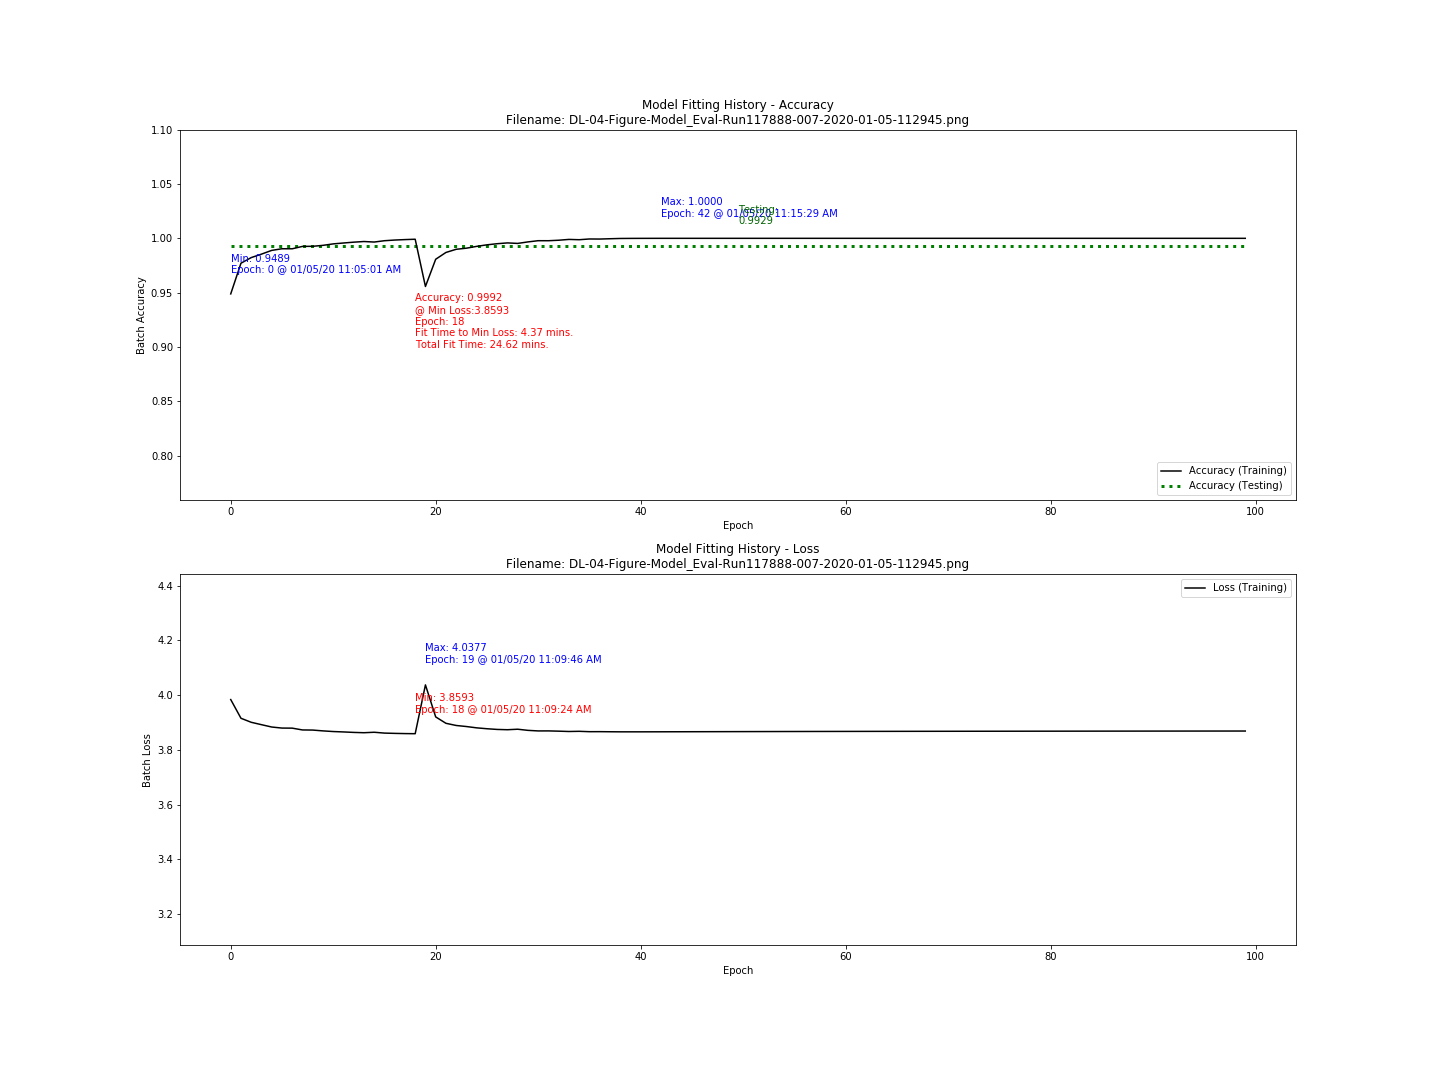 Model Fitting History - Accuracy
Filename: DL-04-Figure-Model_Eval-Run117888-007-2020-01-05-112945.png
1.10
1.05
1.00
0.95
0.90
0.85
0.80
Batch Accuracy
Max: 1.0000
Epoch: 42 @ 01/05/20 11:15:29 AM
Testing:
0.9929
Min: 0.9489
Epoch: 0 @ 01/05/20 11:05:01 AM
Accuracy: 0.9992
@ Min Loss:3.8593
Epoch: 18
Fit Time to Min Loss: 4.37 mins.
Total Fit Time: 24.62 mins.
Accuracy (Training)
Accuracy (Testing)
0 20 40 60 80 100
Epoch
Model Fitting History - Loss
Filename: DL-04-Figure-Model_Eval-Run117888-007-2020-01-05-112945.png
4.4
4.2
4.0
3.8
3.6
3.4
3.2
Batch Loss
Loss (Training)
Max: 4.0377
Epoch: 19 @ 01/05/20 11:09:46 AM
Min: 3.8593
Epoch: 18 @ 01/05/20 11:09:24 AM
0 20 40 60 80 100
Epoch